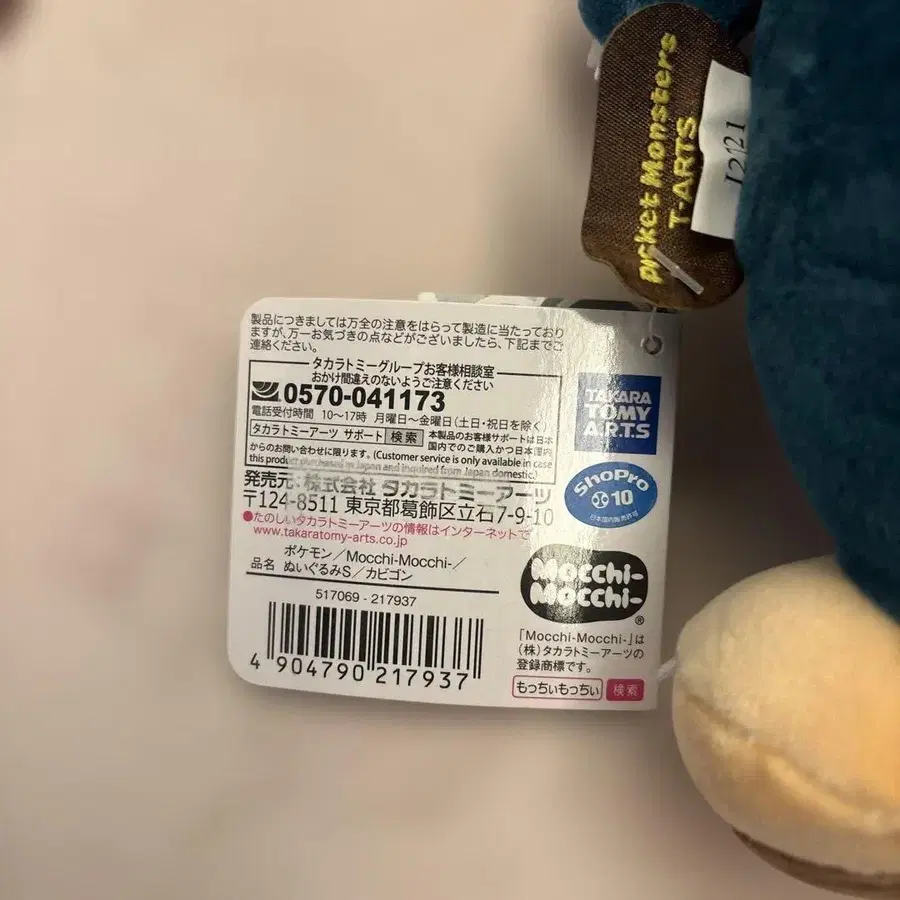 Pocket Monsters
T-ARTS
1212
製品につきましては万全の注意をはらって製造に当たっており
ますが、万一お気づきの点などがございましたら、下記までご
連絡ください。
タカラトミーグループお客様相談室
おかけ間違えのないようご注意ください
0570-041173
電話受付時間 10〜17時 月曜日〜金曜日(土日・祝日を除く)
タカラトミーアーツ サポート 検索 本製品のお客様サポートは日本
国内でのご購入かつ日本国内
からのお問い合わせに限ります。(Customer service is only available in case
this product purchased in Japan and inquired from Japan domestic.)
発売元:株式会社 タカラトミーアーツ
〒124-8511 東京都葛飾区立石7-9-10
●たのしいタカラトミーアーツの情報はインターネットで
www.takaratomy-arts.co.jp
品名 ポケモン/Mocchi-Mocchi-/
ぬいぐるみS/カビゴン
517069 - 217937
4 904790 217937
TAKARA
TOMY
A.R.T.S
ShoPro
10
日本国内販売許可
Mocchi-
Mocchi-
®
「Mocchi-Mocchi-」は
(株)タカラトミーアーツの
登録商標です。
もっちぃもっちぃ 検索